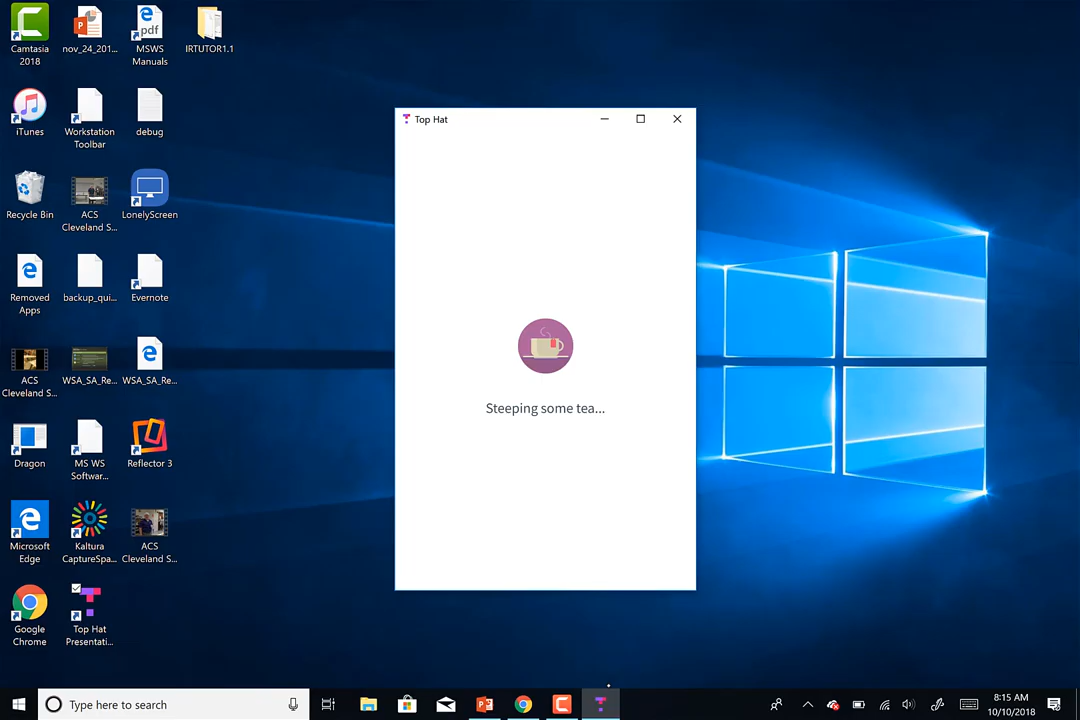 Camtasia
2018
nov_24_201...
MSWS
Manuals
IRTUTOR1.1
pdf
iTunes
Workstation
Toolbar
debug
Recycle Bin
ACS
Cleveland S...
LonelyScreen
Removed
Apps
backup_qui...
Evernote
ACS
Cleveland S...
WSA_SA_Re...
WSA_SA_Re...
Dragon
MS WS
Softwar...
Reflector 3
Microsoft
Edge
Kaltura
CaptureSpa...
ACS
Cleveland S...
Google
Chrome
Top Hat
Presentati...
Top Hat
Steeping some tea...
Type here to search
8:15 AM
10/10/2018